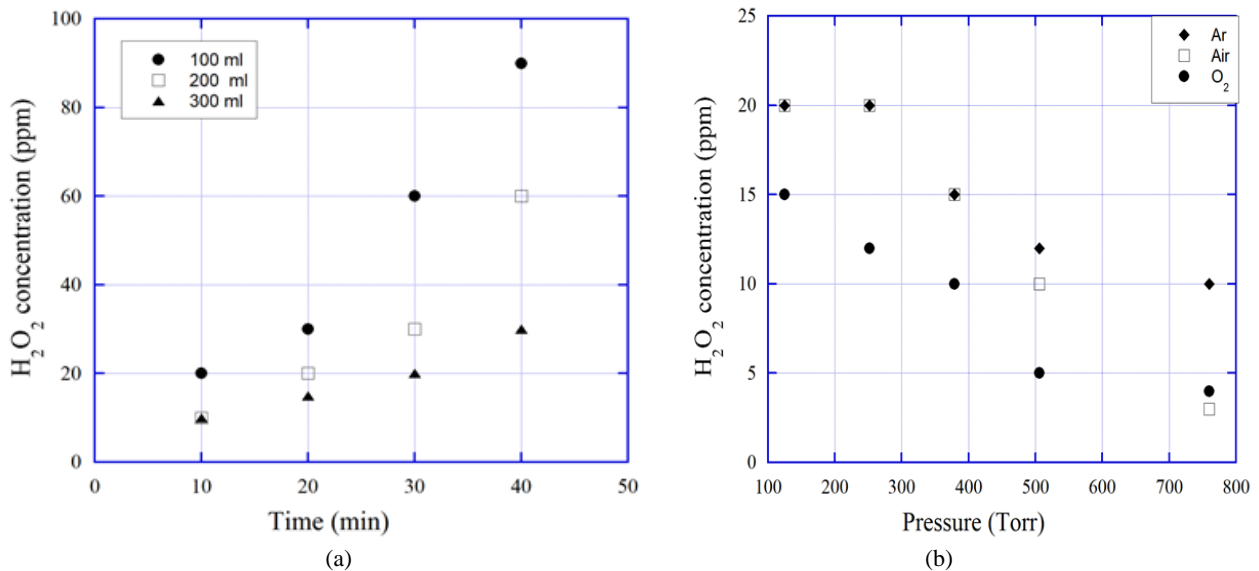 100
80
60
40
20
0
H₂O₂ concentration (ppm)
100 ml
200 ml
300 ml
0 10 20 30 40 50
Time (min)
(a)
25
20
15
10
5
0
H₂O₂ concentration (ppm)
Ar
Air
O₂
100 200 300 400 500 600 700 800
Pressure (Torr)
(b)